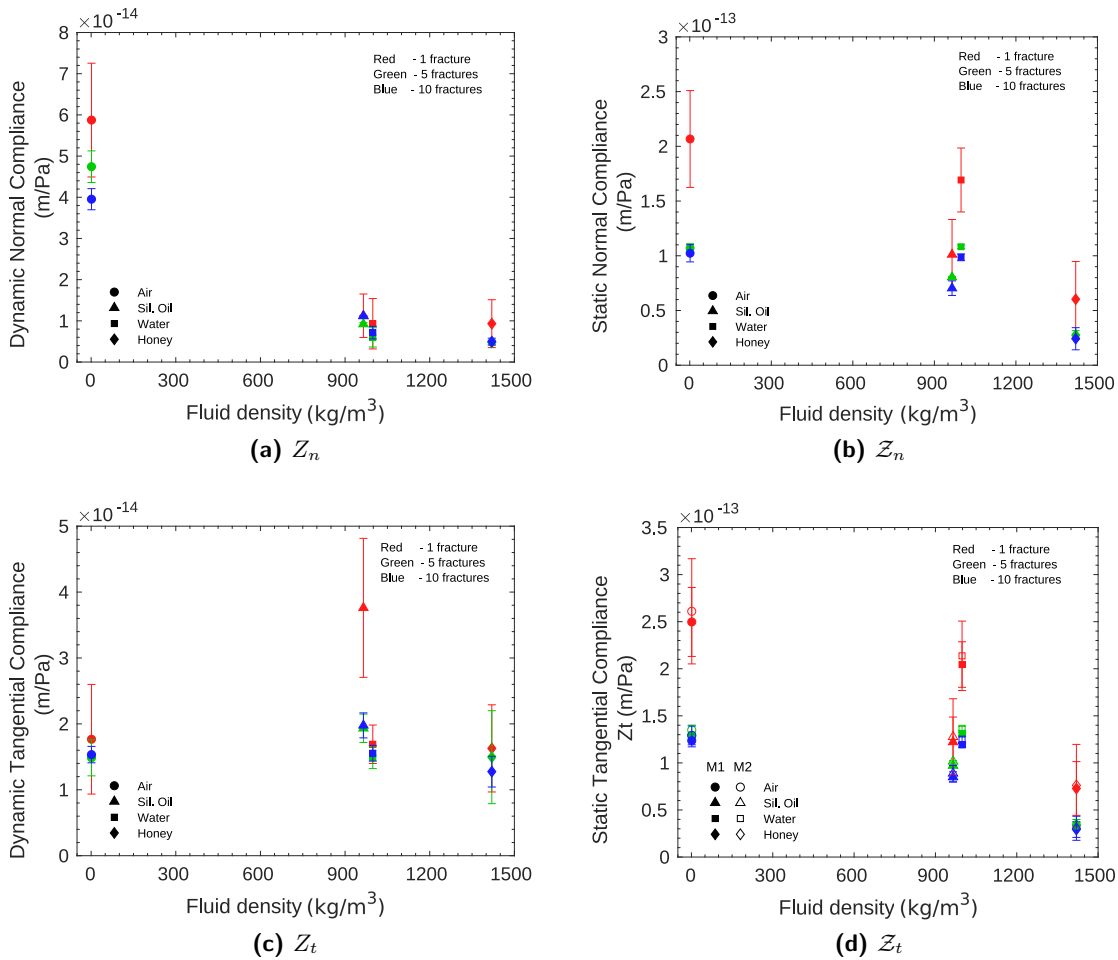 ×10 -14
Dynamic Normal Compliance
(m/Pa)
8
7
6
5
4
3
2
1
0
Red - 1 fracture
Green - 5 fractures
Blue - 10 fractures
Air
Sil. Oil
Water
Honey
0 300 600 900 1200 1500
Fluid density (kg/m³)
(a) Zₙ
×10 -13
Static Normal Compliance
(m/Pa)
3
2.5
2
1.5
1
0.5
0
Red - 1 fracture
Green - 5 fractures
Blue - 10 fractures
Air
Sil. Oil
Water
Honey
0 300 600 900 1200 1500
Fluid density (kg/m³)
(b) 𝒵ₙ
×10 -14
Dynamic Tangential Compliance
(m/Pa)
5
4
3
2
1
0
Red - 1 fracture
Green - 5 fractures
Blue - 10 fractures
Air
Sil. Oil
Water
Honey
0 300 600 900 1200 1500
Fluid density (kg/m³)
(c) Zₜ
×10 -13
Static Tangential Compliance
Zt (m/Pa)
3.5
3
2.5
2
1.5
1
0.5
0
Red - 1 fracture
Green - 5 fractures
Blue - 10 fractures
M1 M2
Air
Sil. Oil
Water
Honey
0 300 600 900 1200 1500
Fluid density (kg/m³)
(d) 𝒵ₜ